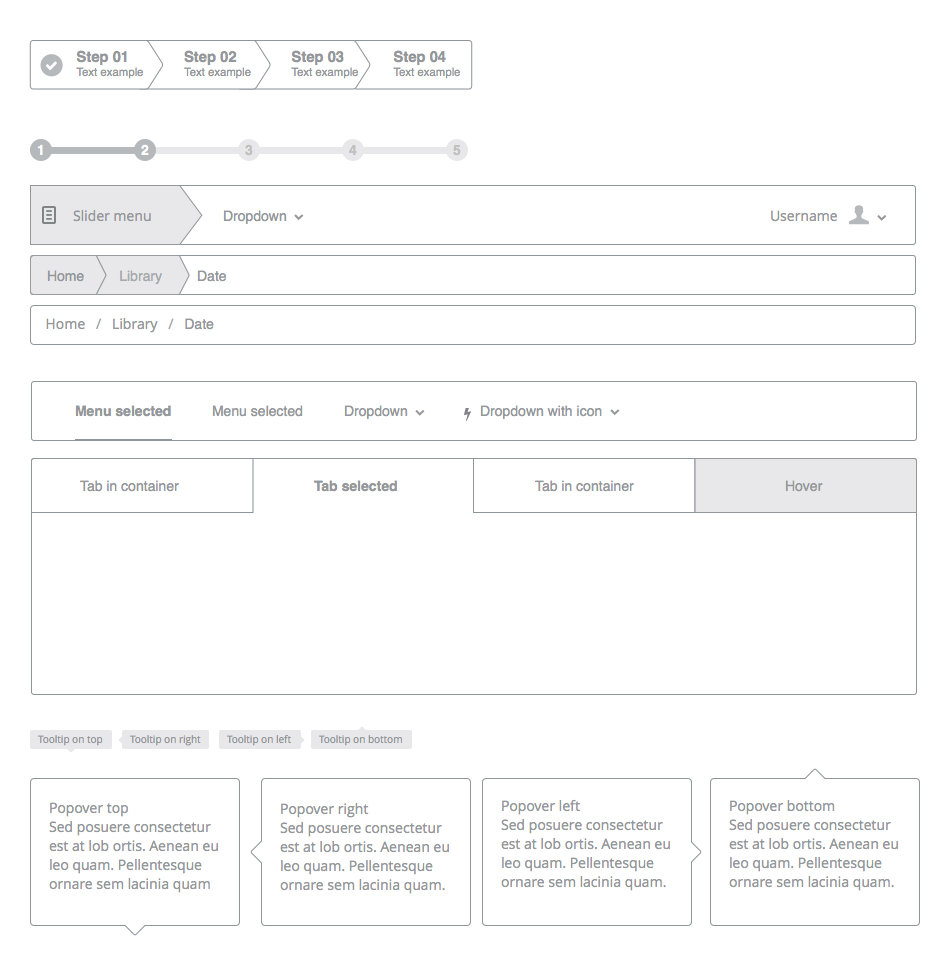 Step 01 Step 02 Step 03 Step 04
Text example Text example Text example Text example
1 2 3 4 5
Slider menu Dropdown Username
Home Library Date
Home / Library / Date
Menu selected Menu selected Dropdown Dropdown with icon
Tab in container Tab selected Tab in container Hover
Tooltip on top Tooltip on right Tooltip on left Tooltip on bottom
Popover top
Sed posuere consectetur
est at lob ortis. Aenean eu
leo quam. Pellentesque
ornare sem lacinia quam
Popover right
Sed posuere consectetur
est at lob ortis. Aenean eu
leo quam. Pellentesque
ornare sem lacinia quam.
Popover left
Sed posuere consectetur
est at lob ortis. Aenean eu
leo quam. Pellentesque
ornare sem lacinia quam.
Popover bottom
Sed posuere consectetur
est at lob ortis. Aenean eu
leo quam. Pellentesque
ornare sem lacinia quam.